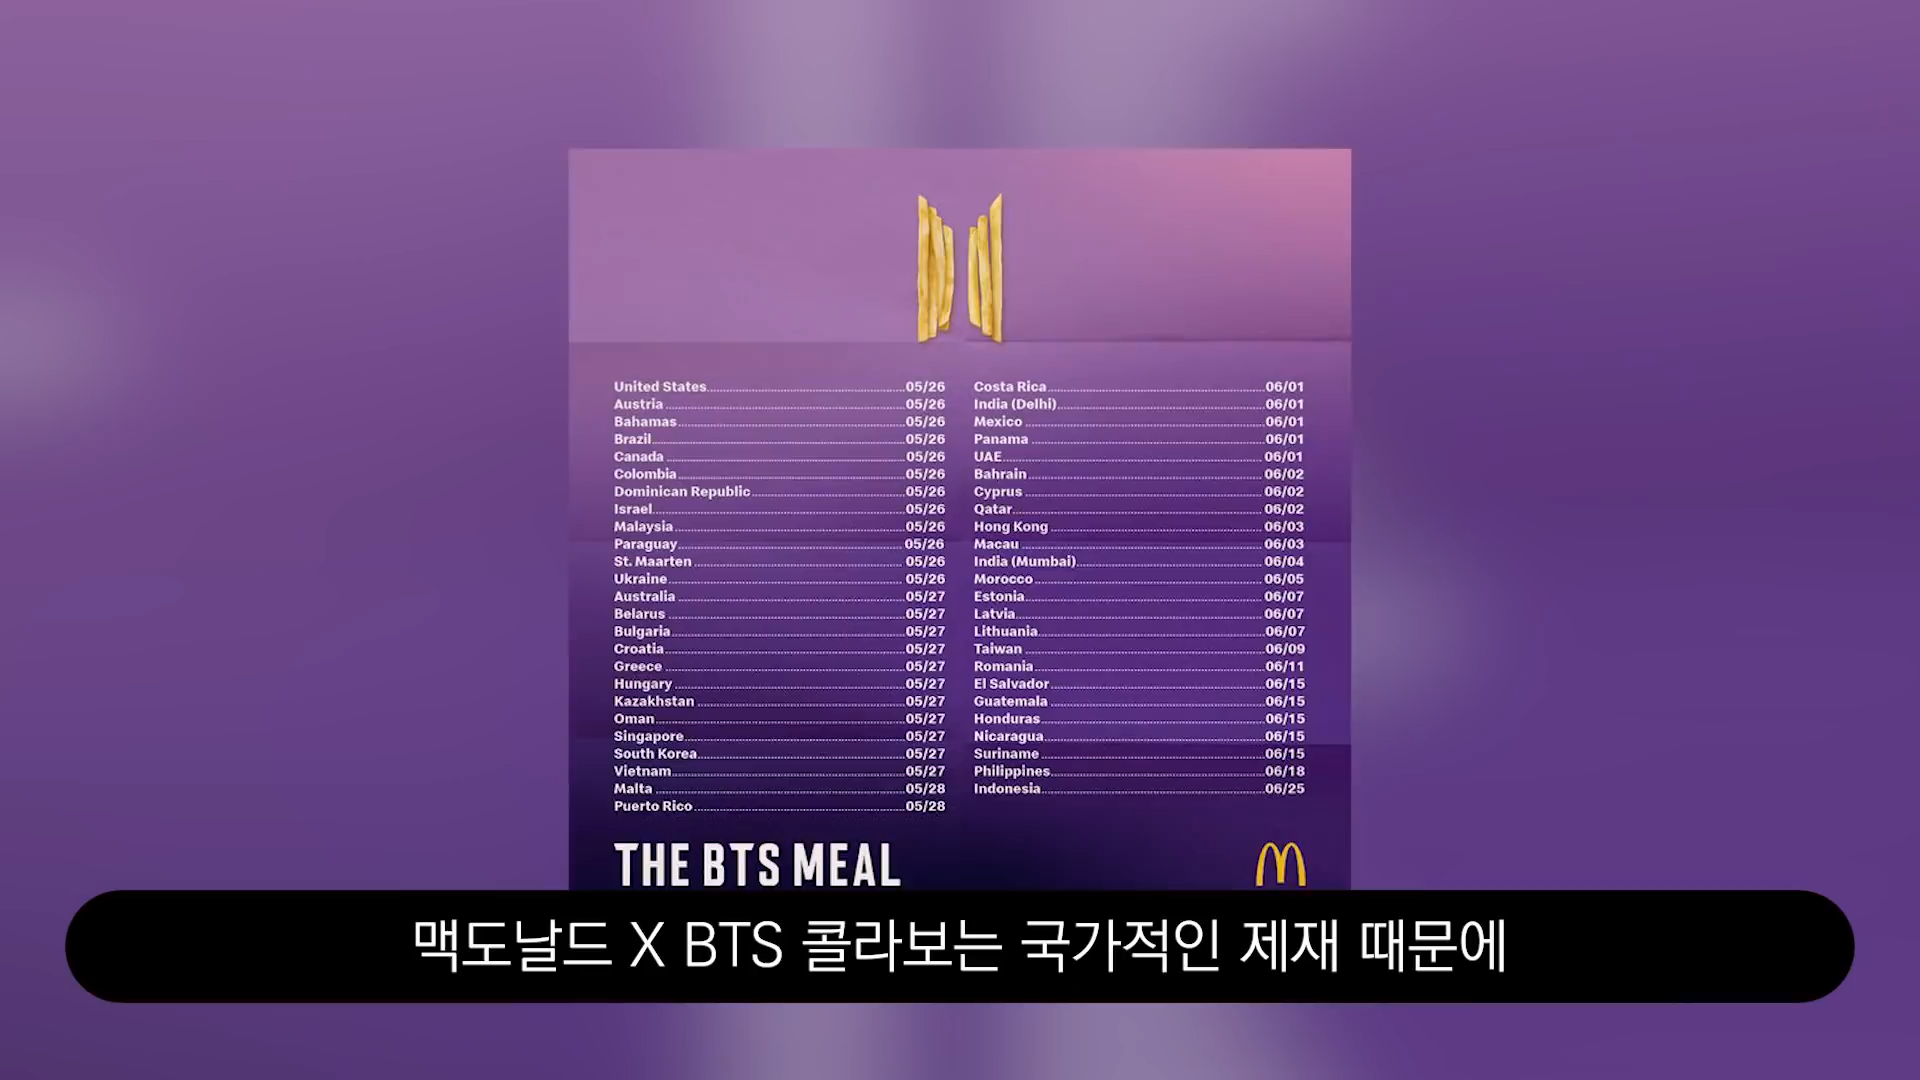 United States 05/26
Austria 05/26
Bahamas 05/26
Brazil 05/26
Canada 05/26
Colombia 05/26
Dominican Republic 05/26
Israel 05/26
Malaysia 05/26
Paraguay 05/26
St. Maarten 05/26
Ukraine 05/26
Australia 05/27
Belarus 05/27
Bulgaria 05/27
Croatia 05/27
Greece 05/27
Hungary 05/27
Kazakhstan 05/27
Oman 05/27
Singapore 05/27
South Korea 05/27
Vietnam 05/27
Malta 05/28
Puerto Rico 05/28
Costa Rica 06/01
India (Delhi) 06/01
Mexico 06/01
Panama 06/01
UAE 06/01
Bahrain 06/02
Cyprus 06/02
Qatar 06/02
Hong Kong 06/03
Macau 06/03
India (Mumbai) 06/04
Morocco 06/05
Estonia 06/07
Latvia 06/07
Lithuania 06/07
Taiwan 06/09
Romania 06/11
El Salvador 06/15
Guatemala 06/15
Honduras 06/15
Nicaragua 06/15
Suriname 06/15
Philippines 06/18
Indonesia 06/25
THE BTS MEAL
맥도날드 X BTS 콜라보는 국가적인 제재 때문에